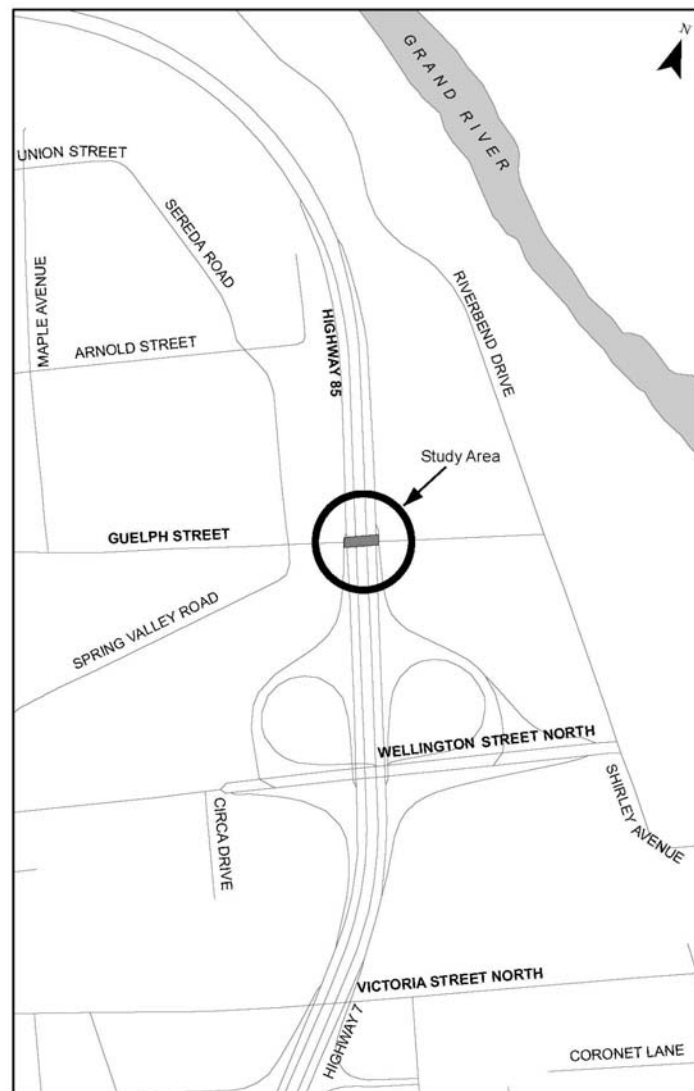 N
GRAND RIVER
UNION STREET
SEREDA ROAD
MAPLE AVENUE
RIVERBEND DRIVE
HIGHWAY 85
ARNOLD STREET
Study Area
GUELPH STREET
SPRING VALLEY ROAD
WELLINGTON STREET NORTH
SHIRLEY AVENUE
CIRCA DRIVE
VICTORIA STREET NORTH
HIGHWAY 7
CORONET LANE